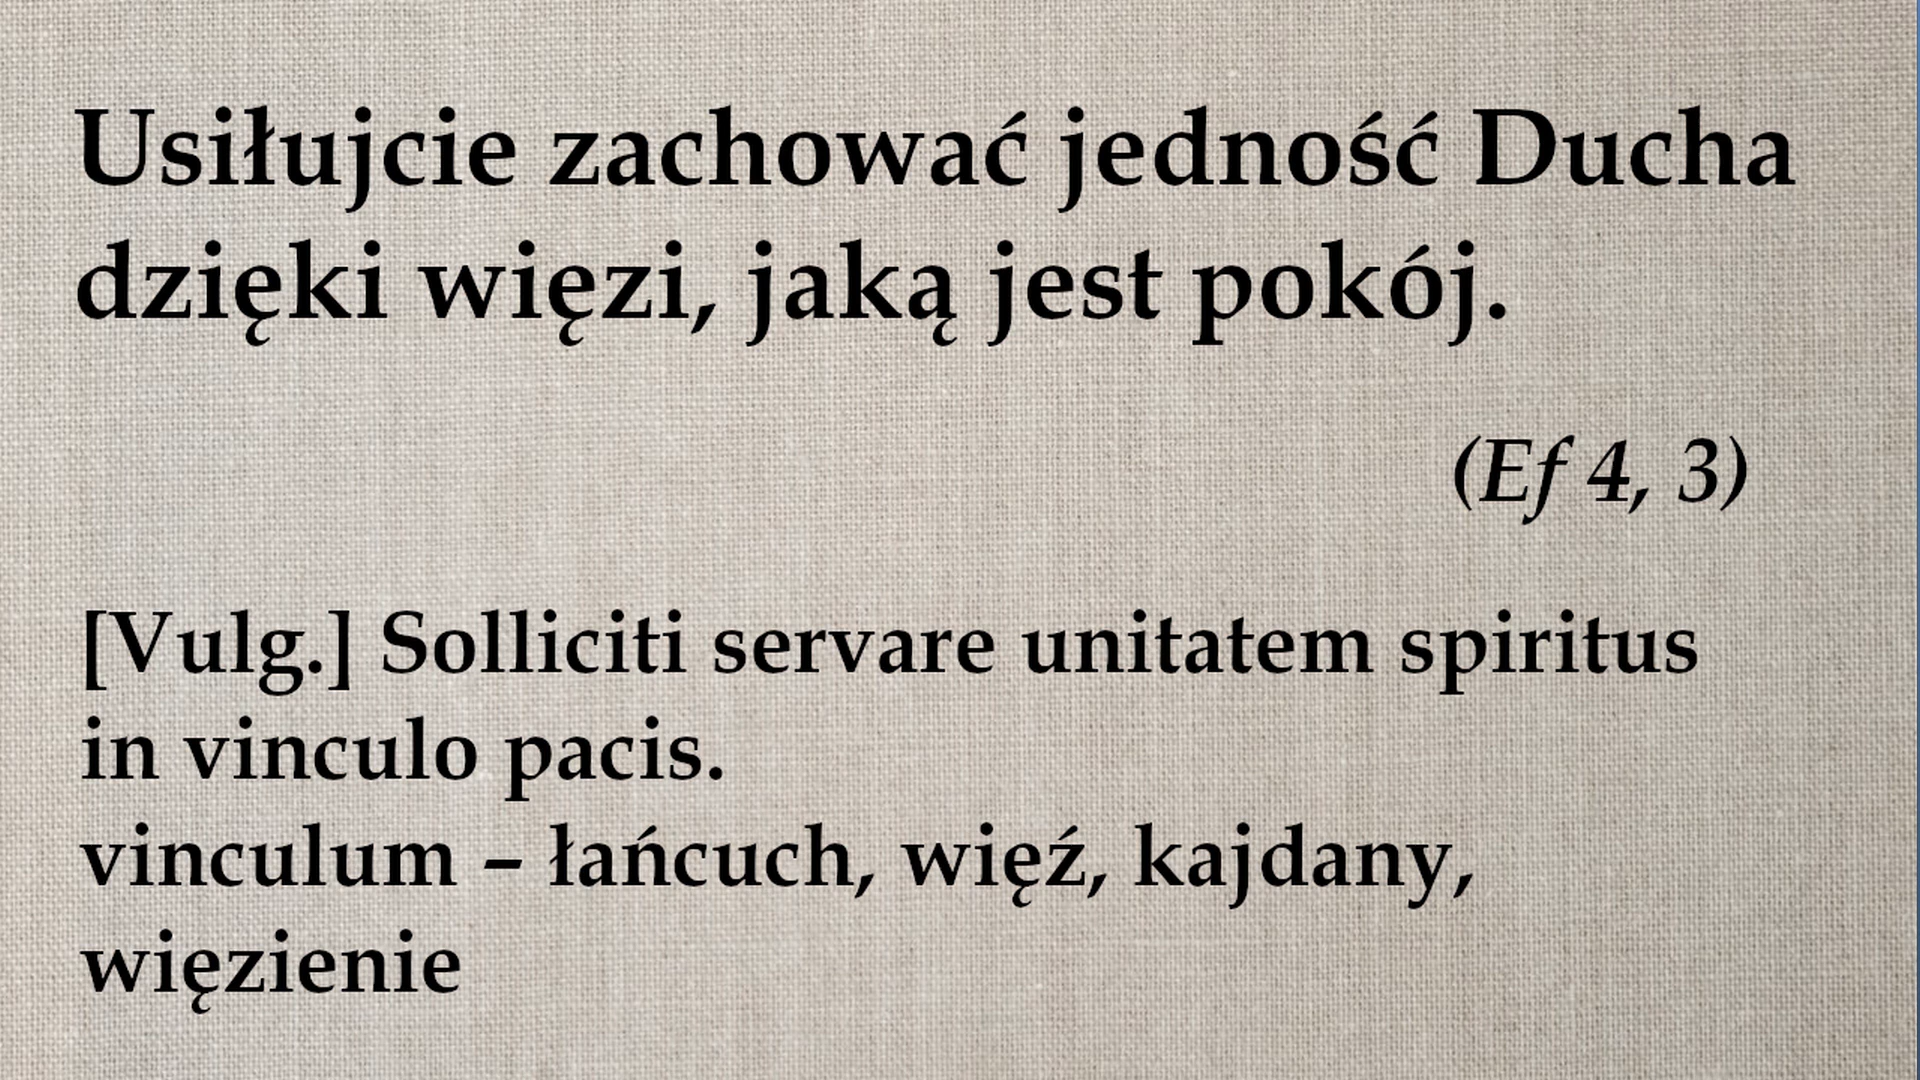 Usiłujcie zachować jedność Ducha
dzięki więzi, jaką jest pokój.
(Ef 4, 3)
[Vulg.] Solliciti servare unitatem spiritus
in vinculo pacis.
vinculum – łańcuch, więź, kajdany,
więzienie